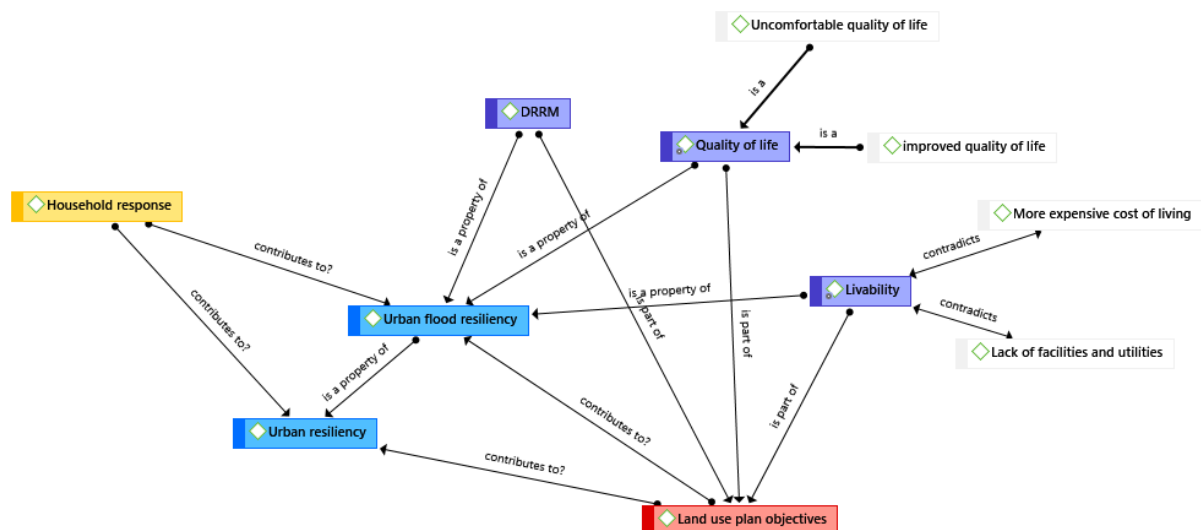 Uncomfortable quality of life
is a
DRRM
Quality of life
is a
improved quality of life
Household response
More expensive cost of living
is a property of
is a property of
contributes to?
contradicts
Livability
is a property of
contributes to?
is part of
contradicts
Urban flood resiliency
is part of
Lack of facilities and utilities
is a property of
is part of
contributes to?
Urban resiliency
contributes to?
Land use plan objectives